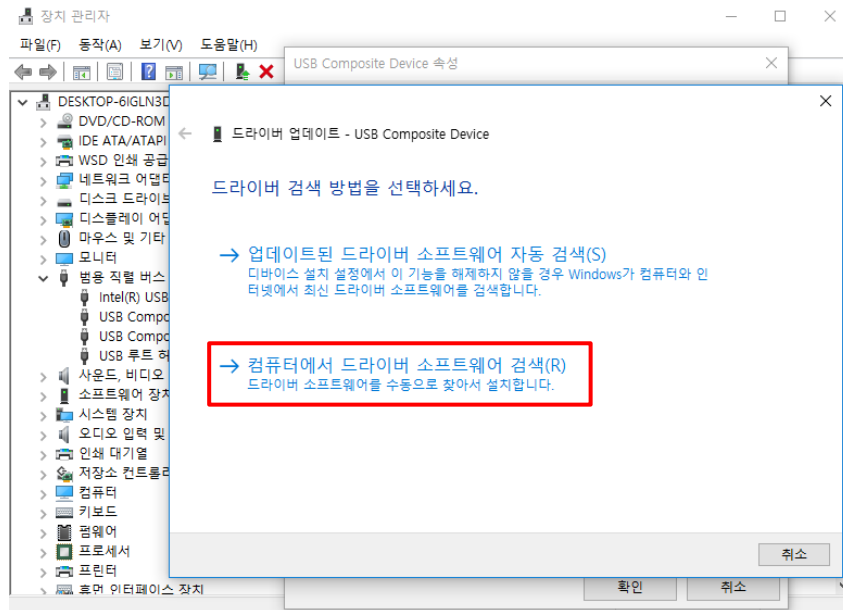 장치 관리자
파일(F) 동작(A) 보기(V) 도움말(H)
USB Composite Device 속성
DESKTOP-6IGLN3D
DVD/CD-ROM
IDE ATA/ATAPI
WSD 인쇄 공급
네트워크 어댑터
디스크 드라이브
디스플레이 어댑
마우스 및 기타
모니터
범용 직렬 버스
Intel(R) USB
USB Compo
USB Compo
USB 루트 허
사운드, 비디오
소프트웨어 장치
시스템 장치
오디오 입력 및
인쇄 대기열
저장소 컨트롤러
컴퓨터
키보드
펌웨어
프로세서
프린터
휴먼 인터페이스 장치
드라이버 업데이트 - USB Composite Device
드라이버 검색 방법을 선택하세요.
업데이트된 드라이버 소프트웨어 자동 검색(S)
디바이스 설치 설정에서 이 기능을 해제하지 않을 경우 Windows가 컴퓨터와 인
터넷에서 최신 드라이버 소프트웨어를 검색합니다.
컴퓨터에서 드라이버 소프트웨어 검색(R)
드라이버 소프트웨어를 수동으로 찾아서 설치합니다.
취소
확인 취소